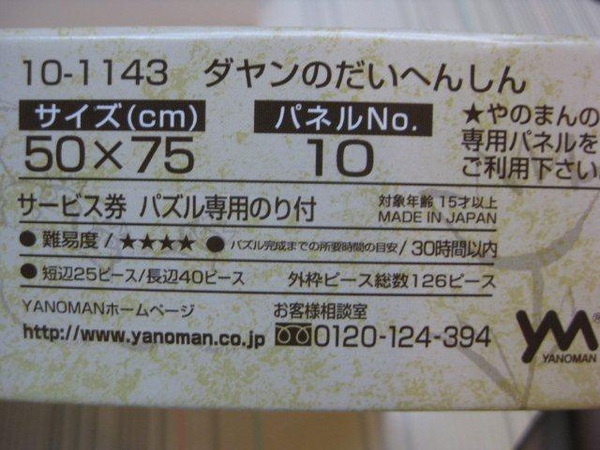 10-1143 ダヤンのだいへんしん
サイズ(cm)
50×75
パネルNo.
10
★やのまんの
専用パネルを
ご利用下さい
サービス券 パズル専用のり付
対象年齢 15才以上
MADE IN JAPAN
●難易度/★★★★ ●パズル完成までの所要時間の目安/30時間以内
●短辺25ピース/長辺40ピース 外枠ピース総数126ピース
YANOMANホームページ
http://www.yanoman.co.jp
お客様相談室
0120-124-394
YM
®
YANOMAN